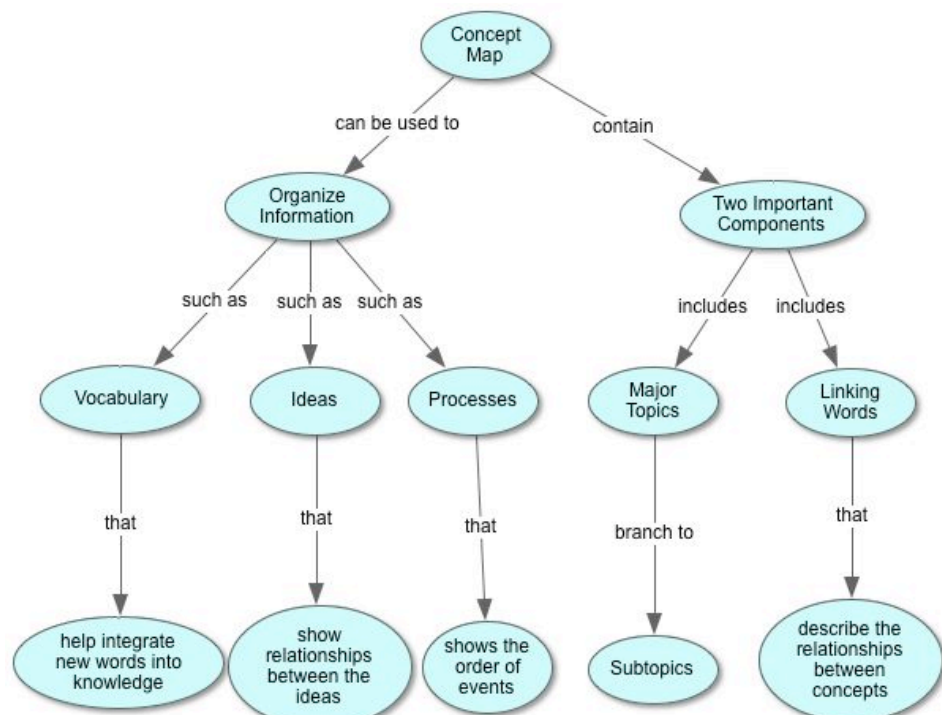 Concept
Map
can be used to
contain
Organize
Information
Two Important
Components
such as
such as
such as
includes
includes
Vocabulary
Ideas
Processes
Major
Topics
Linking
Words
that
that
that
branch to
that
help integrate
new words into
knowledge
show
relationships
between the
ideas
shows the
order of
events
Subtopics
describe the
relationships
between
concepts